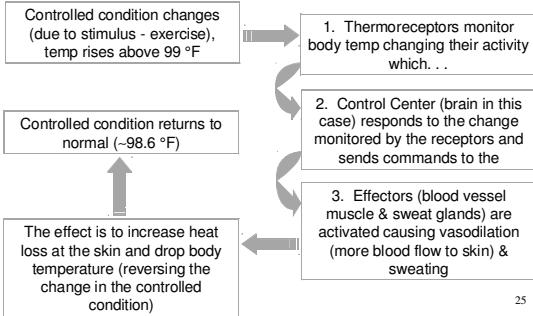 Controlled condition changes
(due to stimulus - exercise),
temp rises above 99 °F
1. Thermoreceptors monitor
body temp changing their activity
which. . .
2. Control Center (brain in this
case) responds to the change
monitored by the receptors and
sends commands to the
3. Effectors (blood vessel
muscle & sweat glands) are
activated causing vasodilation
(more blood flow to skin) &
sweating
The effect is to increase heat
loss at the skin and drop body
temperature (reversing the
change in the controlled
condition)
Controlled condition returns to
normal (~98.6 °F)
25